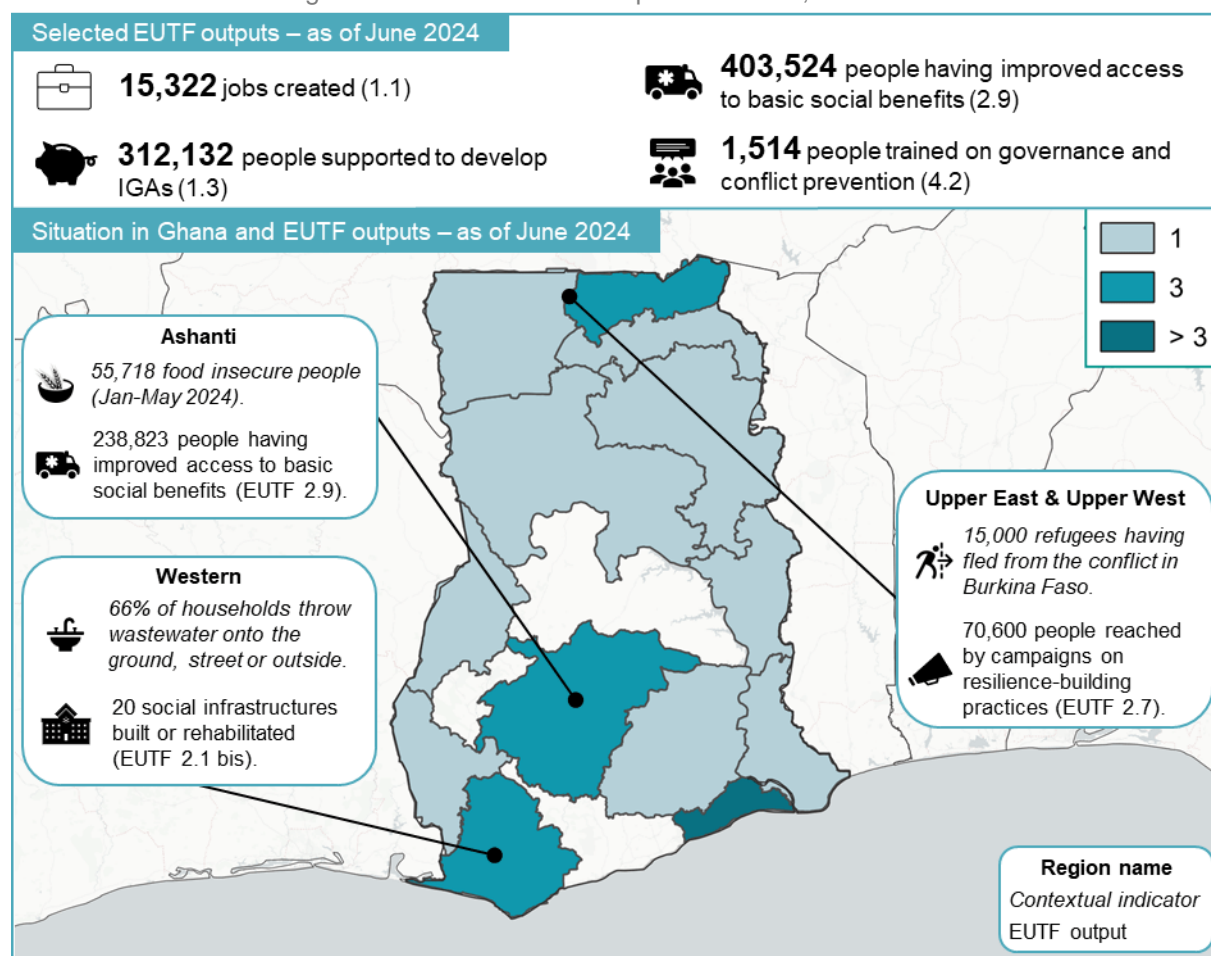 Selected EUTF outputs – as of June 2024
15,322 jobs created (1.1)
403,524 people having improved access
to basic social benefits (2.9)
312,132 people supported to develop
IGAs (1.3)
1,514 people trained on governance and
conflict prevention (4.2)
Situation in Ghana and EUTF outputs – as of June 2024
1
3
> 3
Ashanti
55,718 food insecure people
(Jan-May 2024).
238,823 people having
improved access to basic
social benefits (EUTF 2.9).
Western
66% of households throw
wastewater onto the
ground, street or outside.
20 social infrastructures
built or rehabilitated
(EUTF 2.1 bis).
Upper East & Upper West
15,000 refugees having
fled from the conflict in
Burkina Faso.
70,600 people reached
by campaigns on
resilience-building
practices (EUTF 2.7).
Region name
Contextual indicator
EUTF output